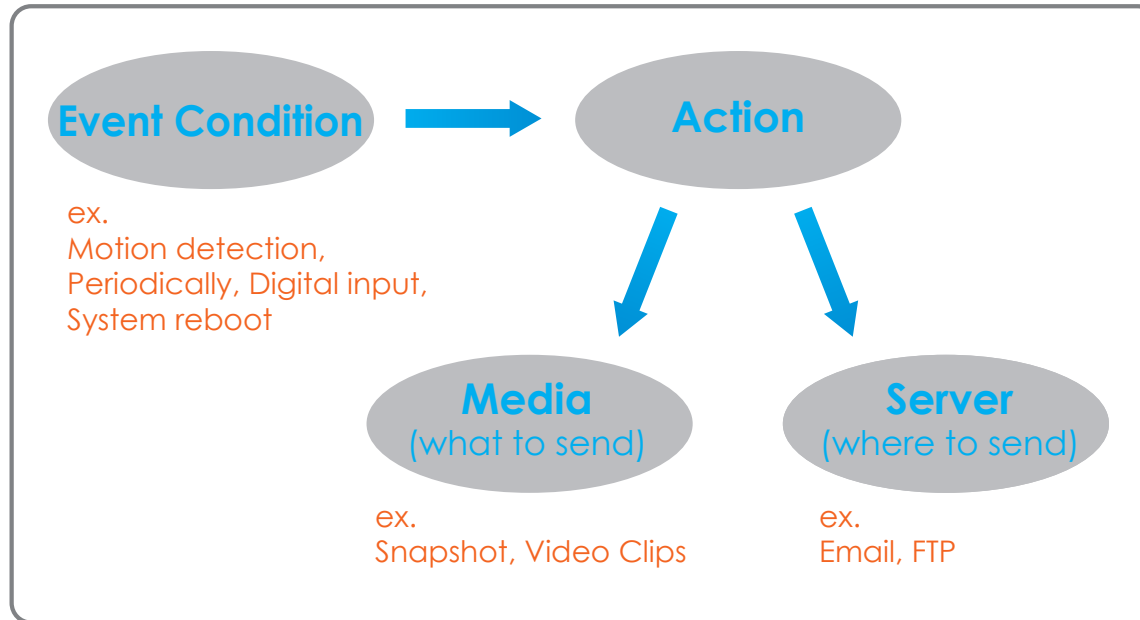 Event Condition
Action
ex.
Motion detection,
Periodically, Digital input,
System reboot
Media
(what to send)
Server
(where to send)
ex.
Snapshot, Video Clips
ex.
Email, FTP